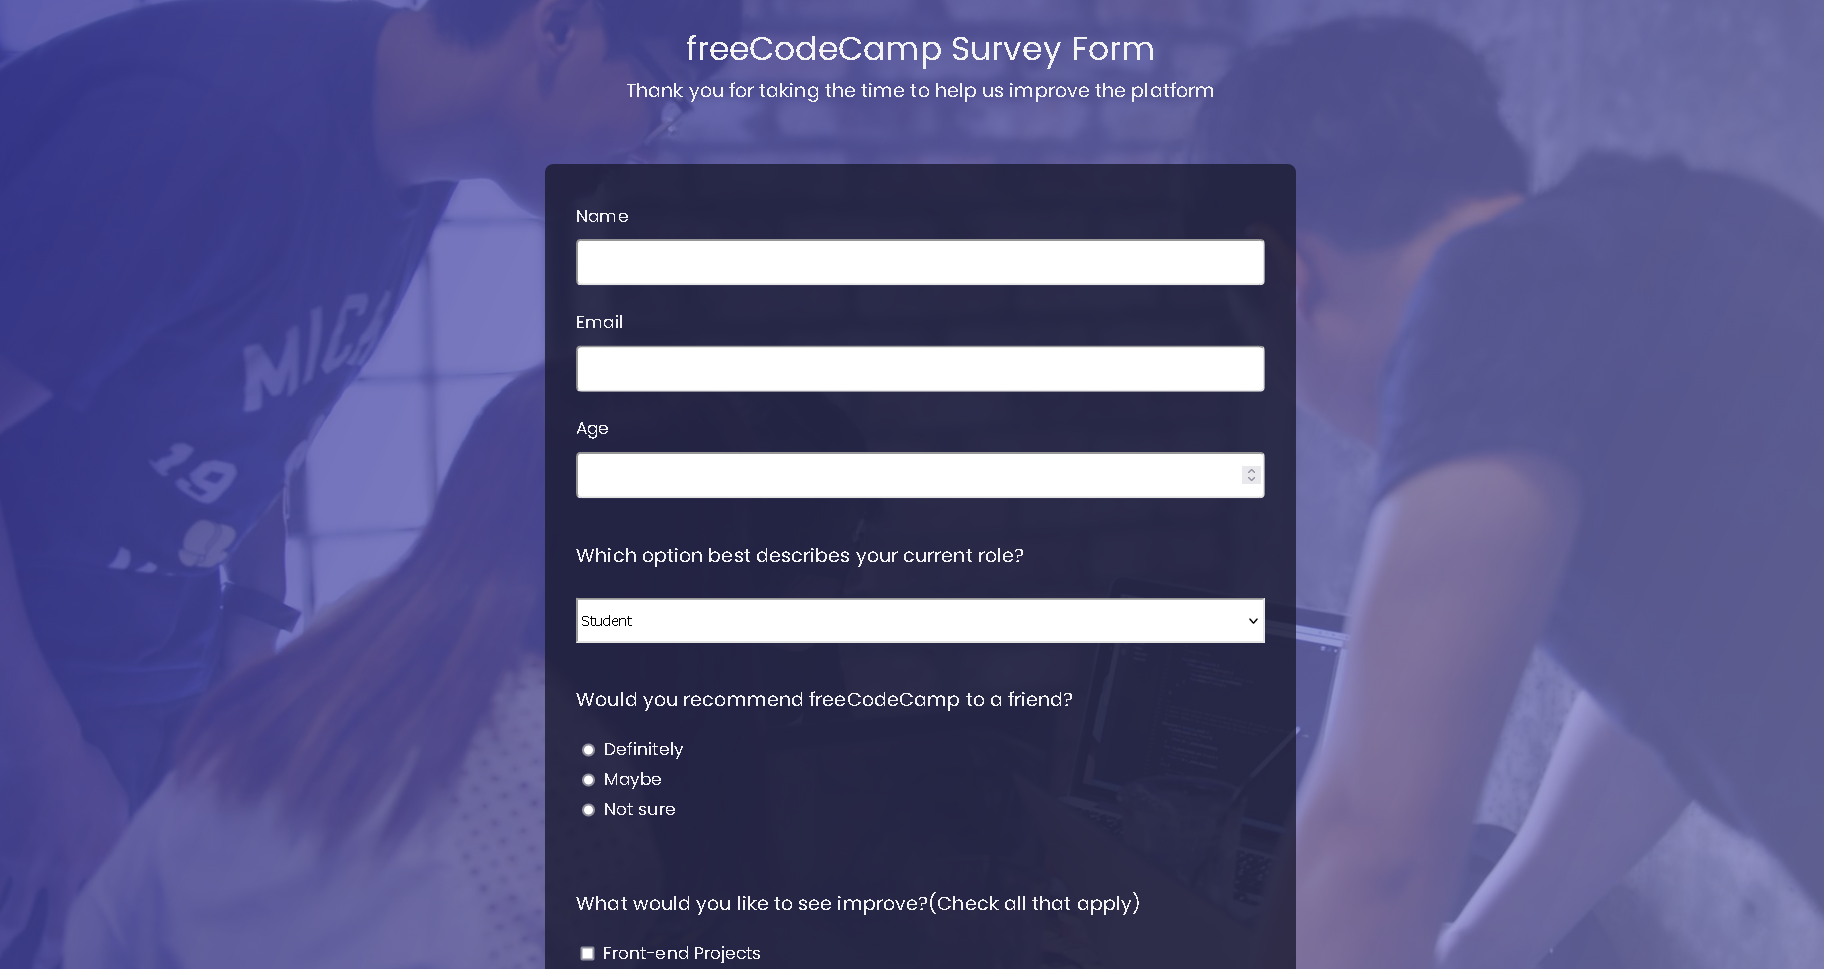 freeCodeCamp Survey Form
Thank you for taking the time to help us improve the platform
Name
Email
Age
Which option best describes your current role?
Student
Would you recommend freeCodeCamp to a friend?
Definitely
Maybe
Not sure
What would you like to see improve?(Check all that apply)
Front-end Projects
MICH
19